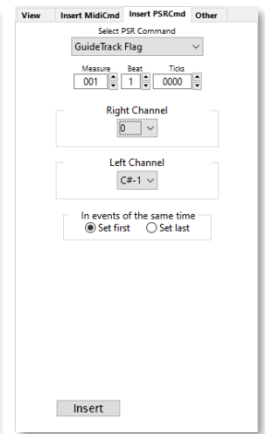 View Insert MidiCmd Insert PSRCmd Other
Select PSR Command
GuideTrack Flag
Measure Beat Ticks
001 1 0000
Right Channel
0
Left Channel
C#-1
In events of the same time
Set first Set last
Insert